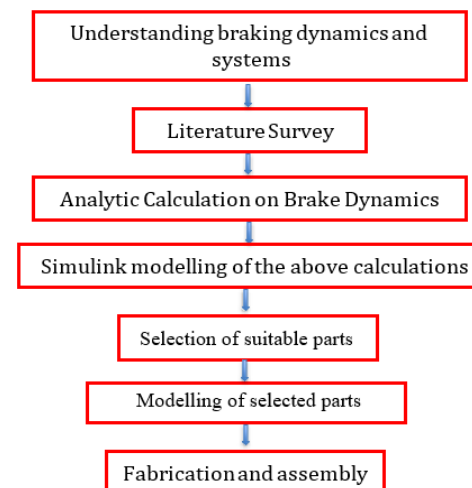 Understanding braking dynamics and
systems
Literature Survey
Analytic Calculation on Brake Dynamics
Simulink modelling of the above calculations
Selection of suitable parts
Modelling of selected parts
Fabrication and assembly